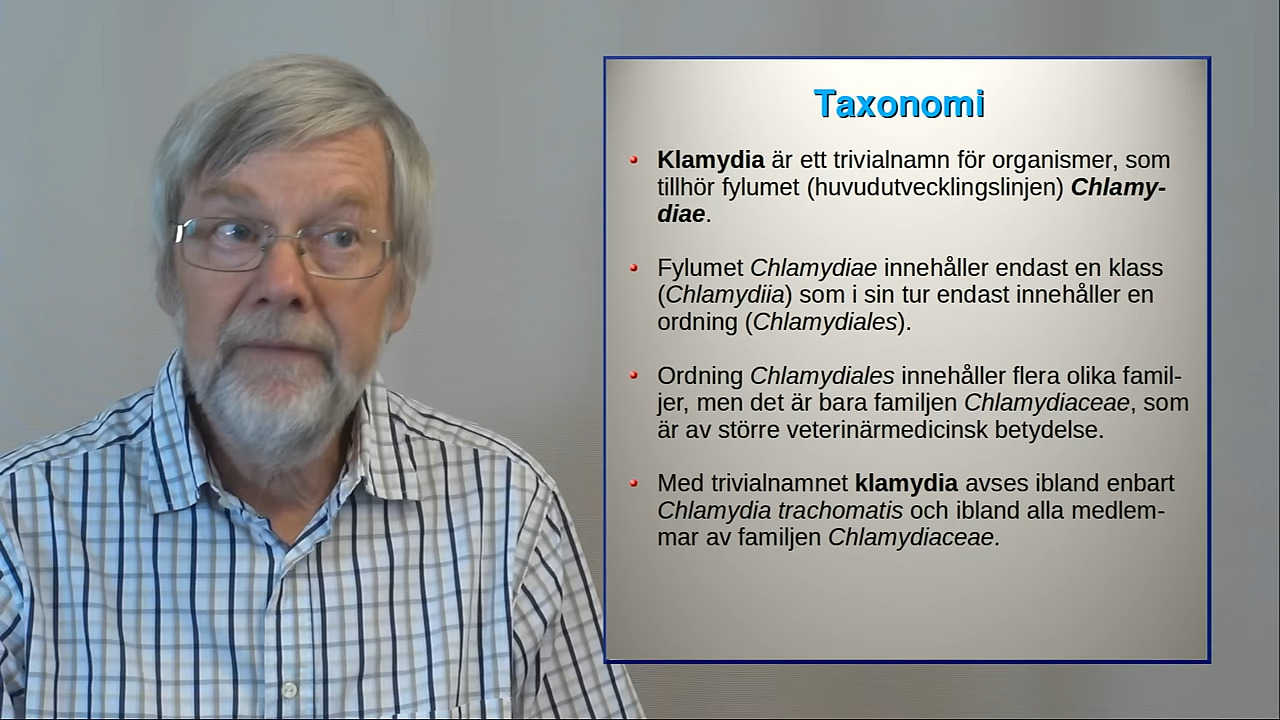 Taxonomi
Klamydia är ett trivialnamn för organismer, som
tillhör fylumet (huvudutvecklingslinjen) Chlamy-
diae.
Fylumet Chlamydiae innehåller endast en klass
(Chlamydiia) som i sin tur endast innehåller en
ordning (Chlamydiales).
Ordning Chlamydiales innehåller flera olika famil-
jer, men det är bara familjen Chlamydiaceae, som
är av större veterinärmedicinsk betydelse.
Med trivialnamnet klamydia avses ibland enbart
Chlamydia trachomatis och ibland alla medlem-
mar av familjen Chlamydiaceae.